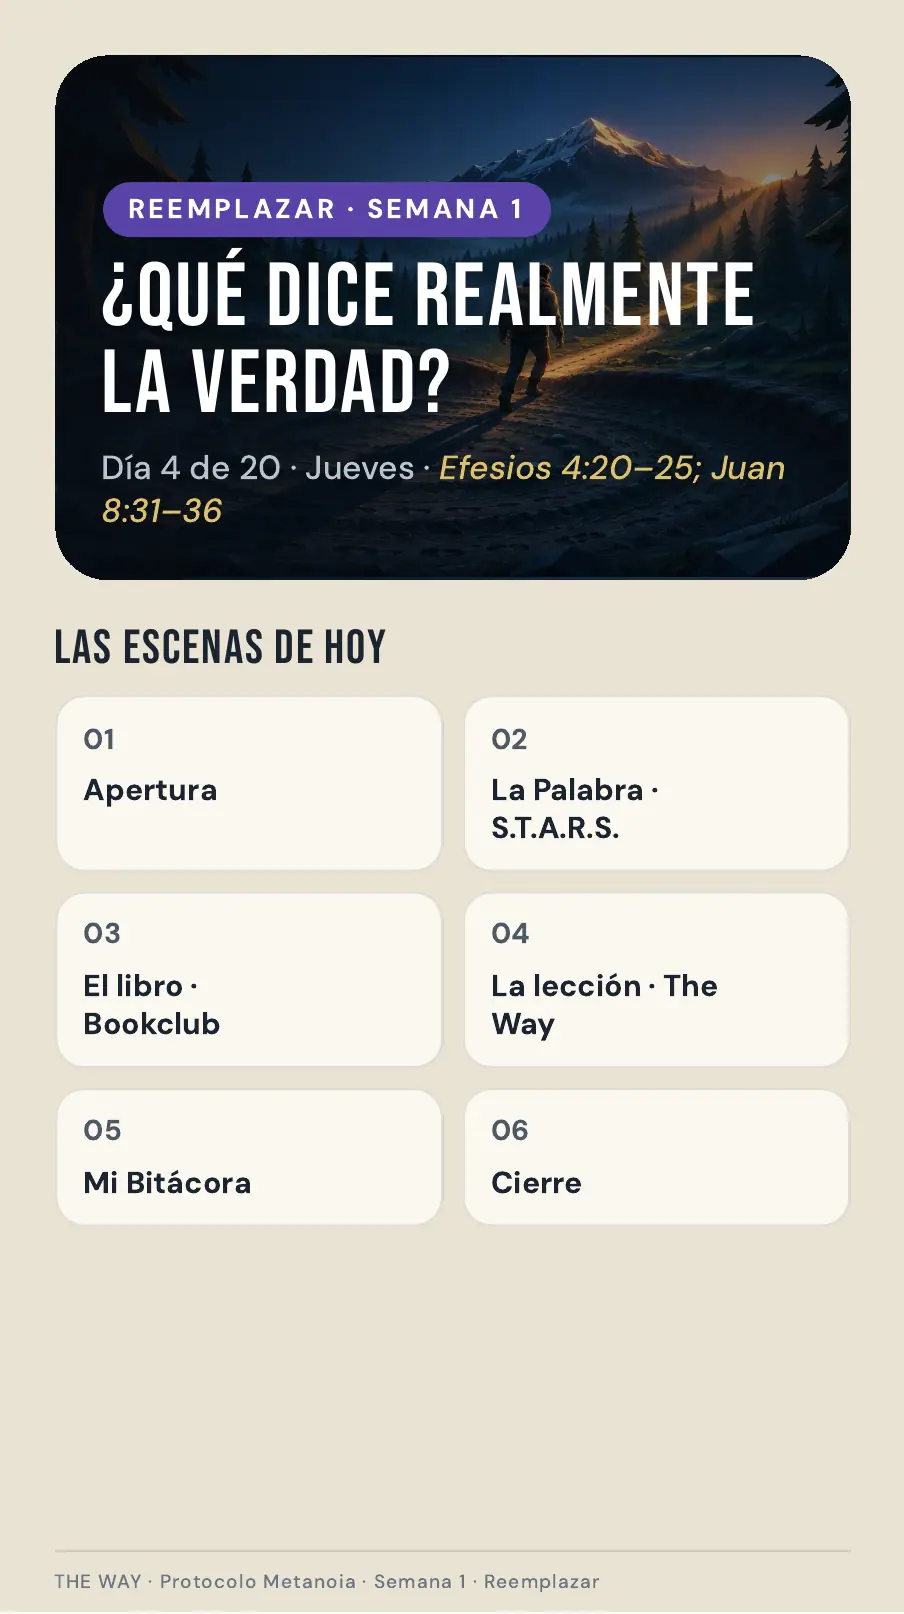 REEMPLAZAR · SEMANA 1
¿QUÉ DICE REALMENTE
LA VERDAD?
Día 4 de 20 · Jueves · Efesios 4:20–25; Juan
8:31–36
LAS ESCENAS DE HOY
01
Apertura
02
La Palabra ·
S.T.A.R.S.
03
El libro ·
Bookclub
04
La lección · The
Way
05
Mi Bitácora
06
Cierre
THE WAY · Protocolo Metanoia · Semana 1 · Reemplazar